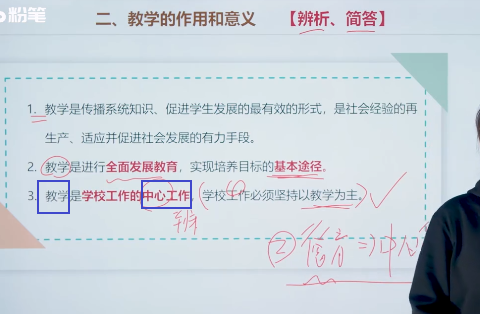 粉笔
二、教学的作用和意义 【辨析、简答】
1. 教学是传播系统知识、促进学生发展的最有效的形式，是社会经验的再
生产、适应并促进社会发展的有力手段。
2. 教学是进行全面发展教育，实现培养目标的基本途径。
3. 教学是学校工作的中心工作。（学校工作必须坚持以教学为主。）
辨
②德育⇒中心